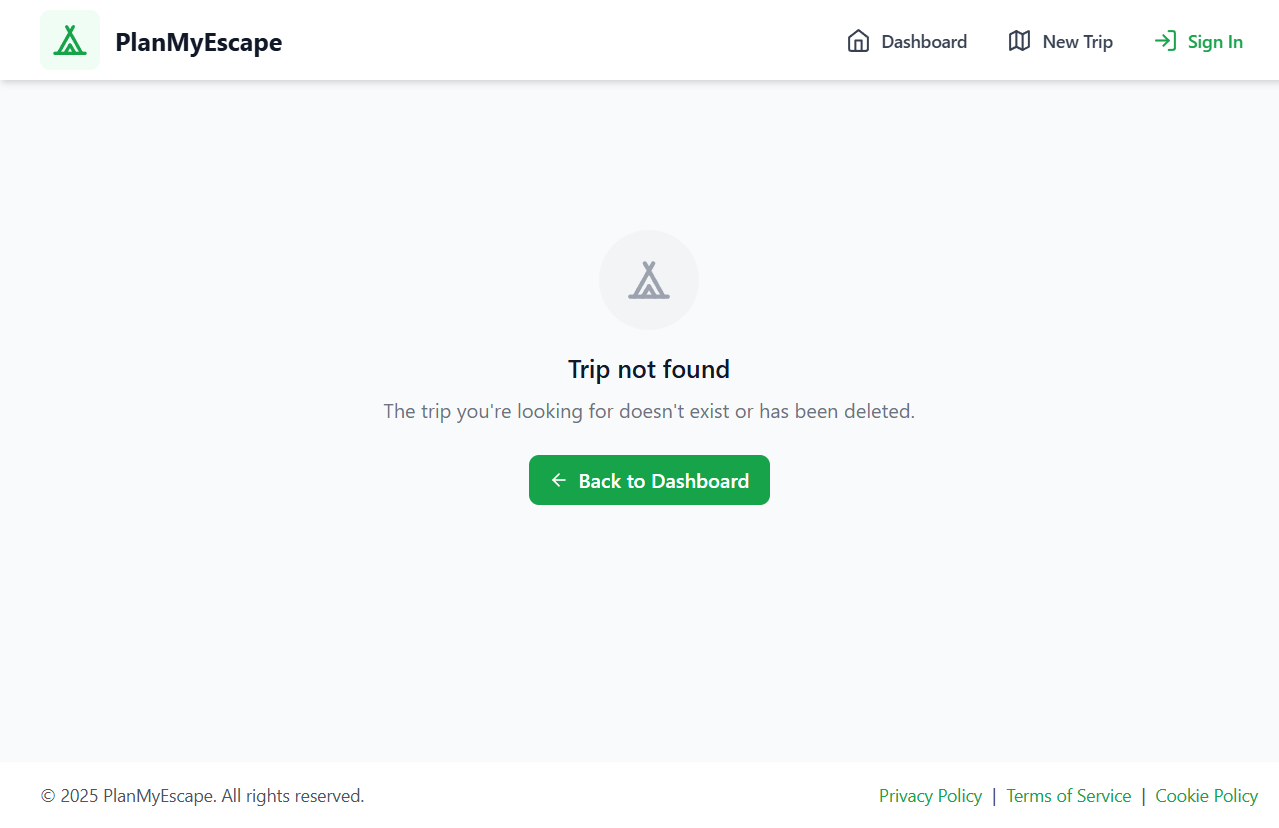 PlanMyEscape
Dashboard
New Trip
Sign In
Trip not found
The trip you're looking for doesn't exist or has been deleted.
Back to Dashboard
© 2025 PlanMyEscape. All rights reserved.
Privacy Policy | Terms of Service | Cookie Policy